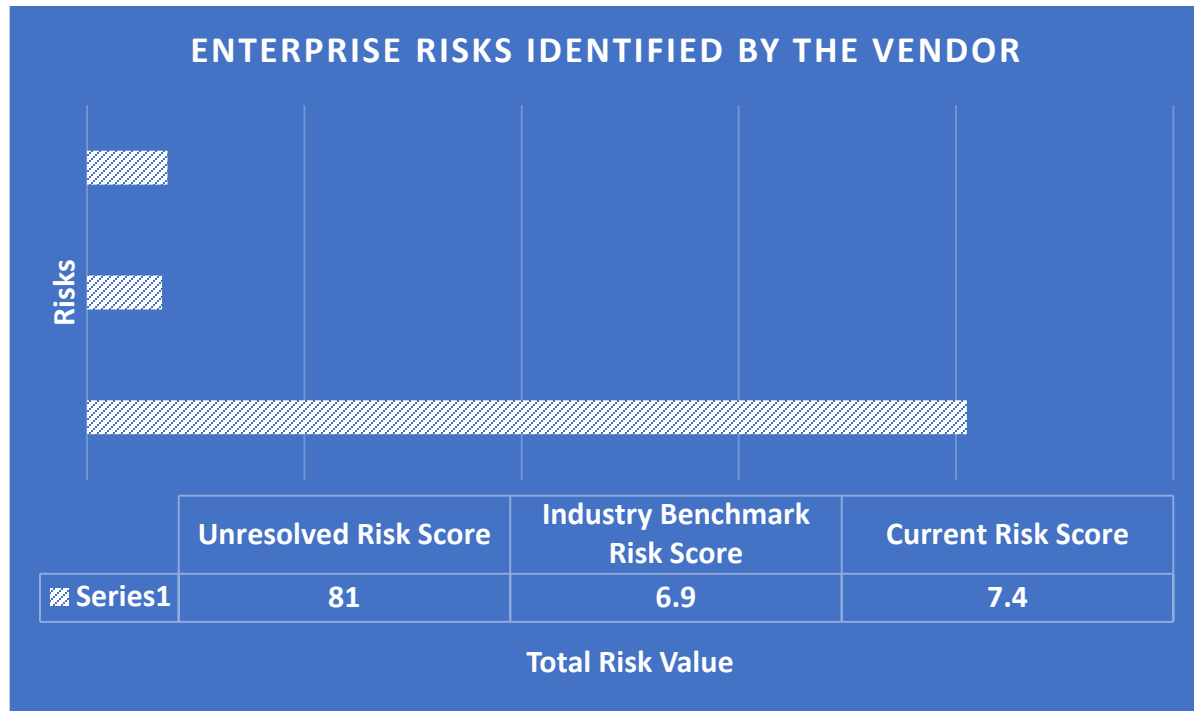 ENTERPRISE RISKS IDENTIFIED BY THE VENDOR
Risks
Unresolved Risk Score
Industry Benchmark
Risk Score
Current Risk Score
Series1 81 6.9 7.4
Total Risk Value